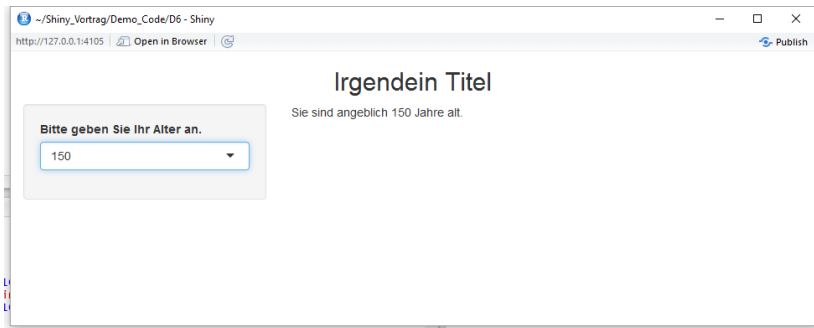 ~/Shiny_Vortrag/Demo_Code/D6 - Shiny
http://127.0.0.1:4105 Open in Browser Publish
Irgendein Titel
Sie sind angeblich 150 Jahre alt.
Bitte geben Sie Ihr Alter an.
150